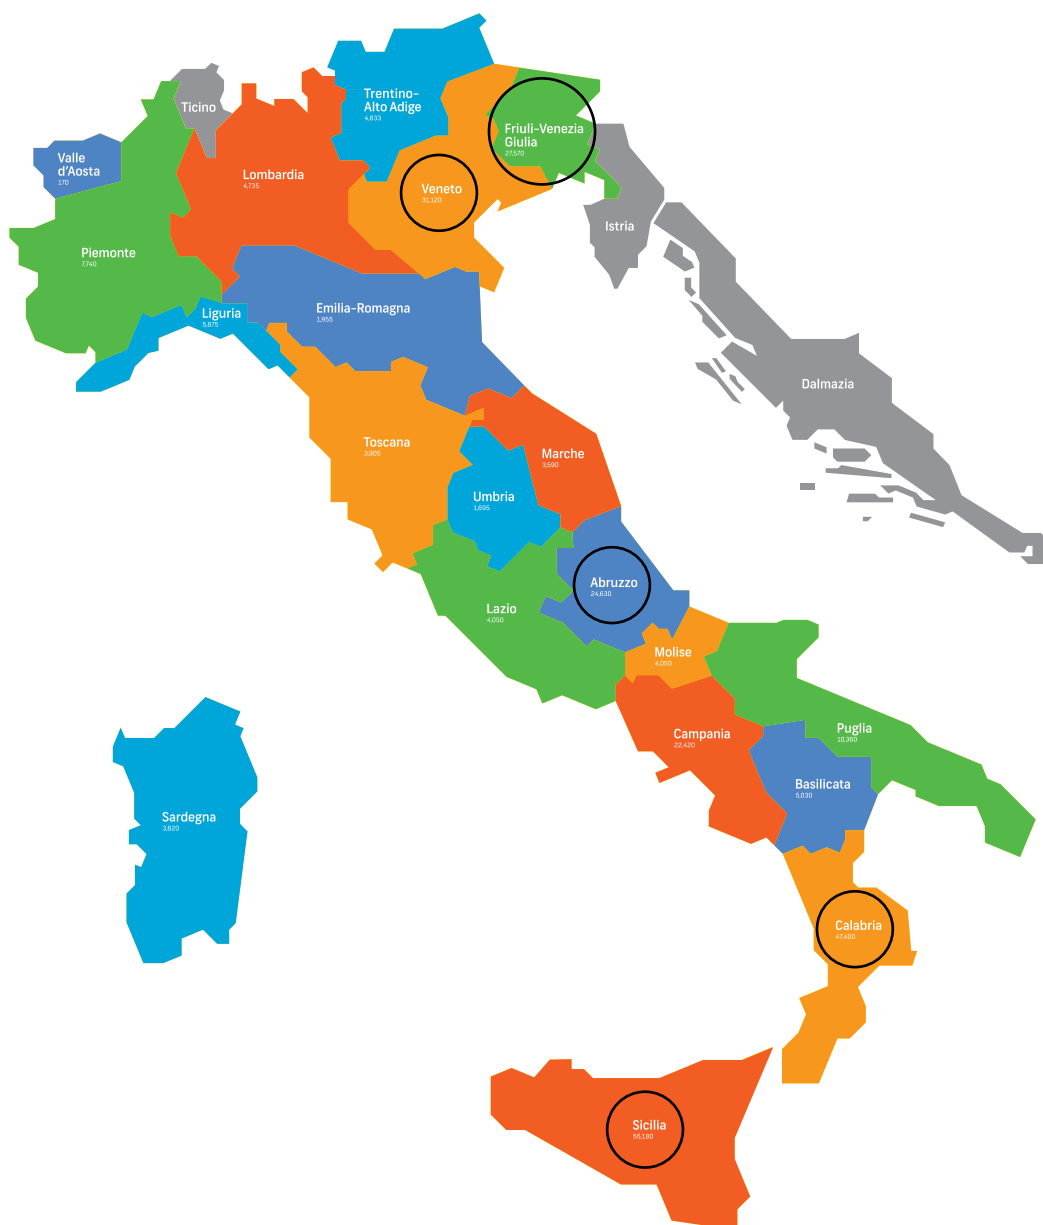 Trentino-
Alto Adige
4,833
Ticino
Friuli-Venezia
Giulia
27,570
Valle
d'Aosta
170
Lombardia
4,735
Veneto
31,120
Istria
Piemonte
7,740
Liguria
5,875
Emilia-Romagna
1,955
Dalmazia
Toscana
3,905
Marche
3,590
Umbria
1,695
Abruzzo
24,630
Lazio
4,050
Molise
4,050
Campania
22,420
Puglia
10,360
Basilicata
5,030
Sardegna
3,820
Calabria
47,400
Sicilia
55,180